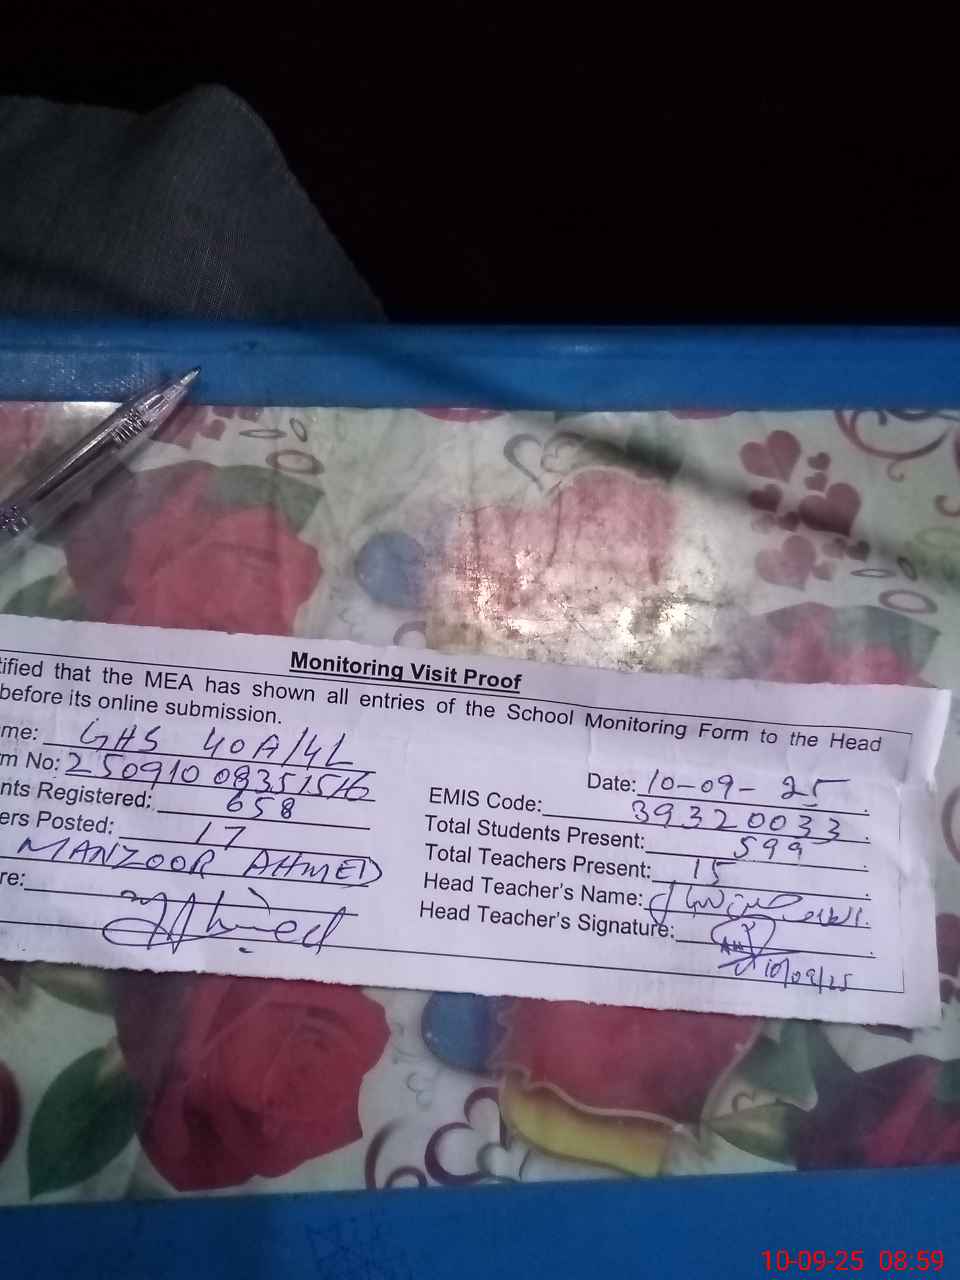 Monitoring Visit Proof
tified that the MEA has shown all entries of the School Monitoring Form to the Head
before its online submission.
me: GHS 40A/4L
Date: 10-09-25
m No: 25091008351516
EMIS Code: 39320033
nts Registered: 658
Total Students Present: 599
ers Posted: 17
Total Teachers Present: 15
MANZOOR AHMED
Head Teacher's Name:
re:
Head Teacher's Signature:
10/09/25
10-09-25 08:59